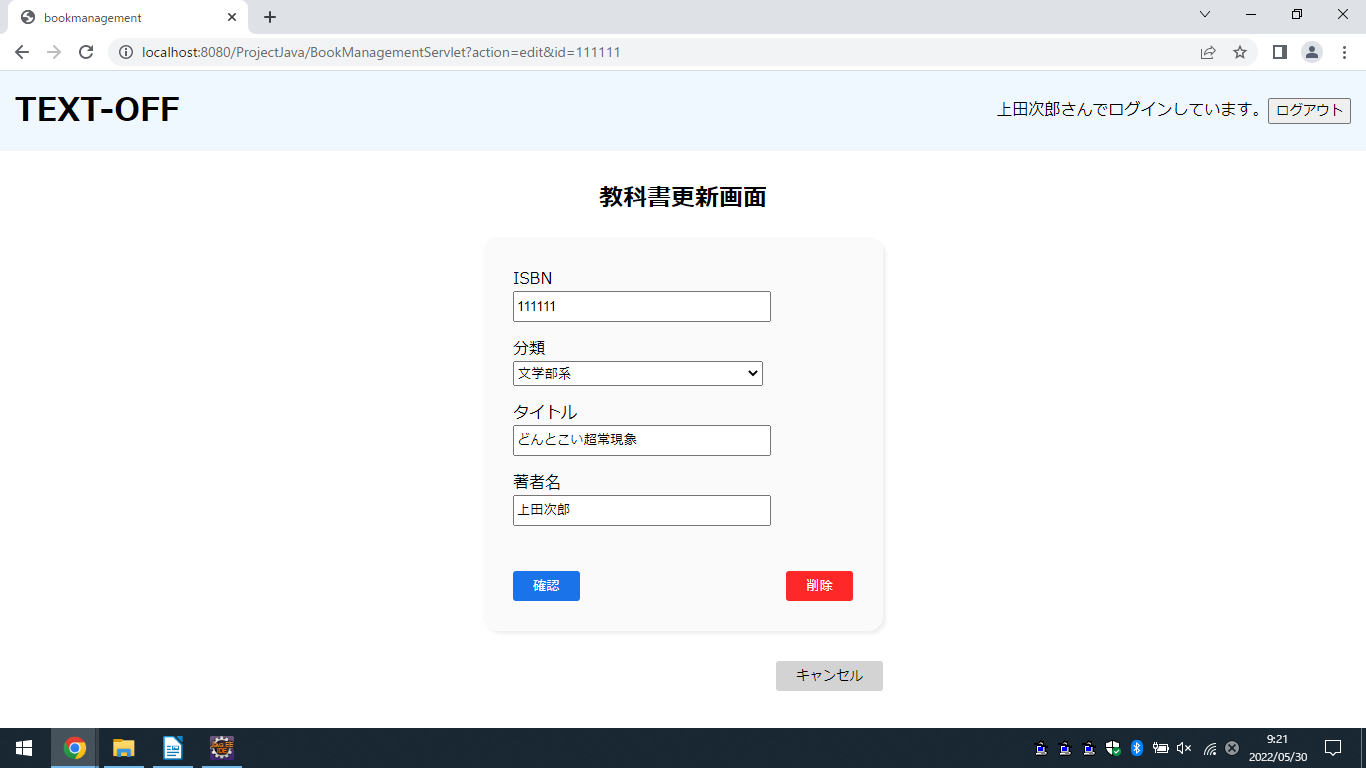 bookmanagement
localhost:8080/ProjectJava/BookManagementServlet?action=edit&id=111111
TEXT-OFF
上田次郎さんでログインしています。 ログアウト
教科書更新画面
ISBN
111111
分類
文学部系
タイトル
どんとこい超常現象
著者名
上田次郎
確認 削除
キャンセル
9:21
2022/05/30